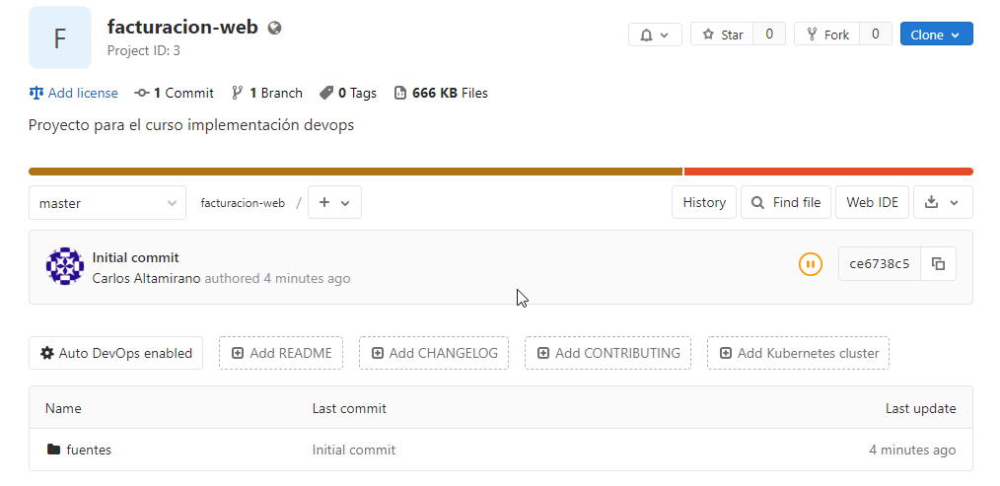 F
facturacion-web
Project ID: 3
Star 0 Fork 0 Clone
Add license 1 Commit 1 Branch 0 Tags 666 KB Files
Proyecto para el curso implementación devops
master facturacion-web / + History Find file Web IDE
Initial commit
Carlos Altamirano authored 4 minutes ago
ce6738c5
Auto DevOps enabled Add README Add CHANGELOG Add CONTRIBUTING Add Kubernetes cluster
Name Last commit Last update
fuentes Initial commit 4 minutes ago